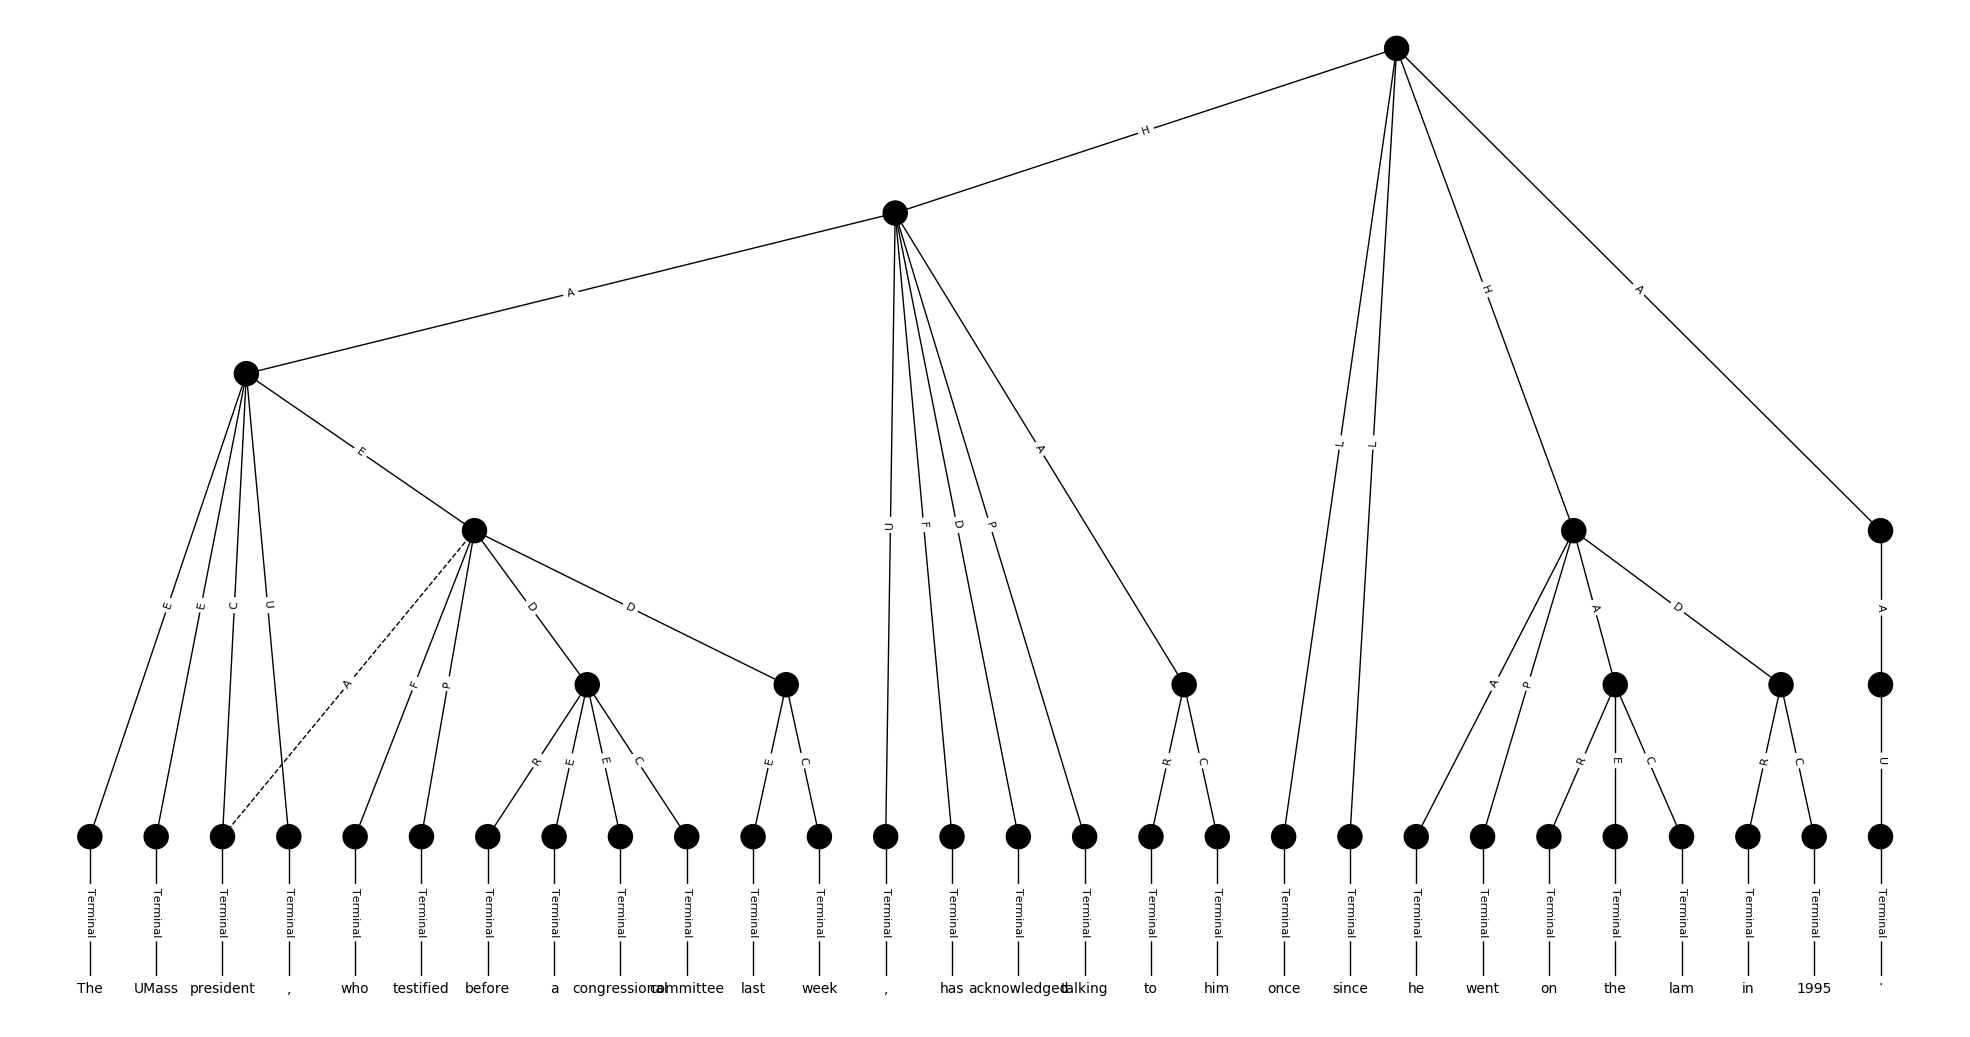 H
A
H
A
E
A
L
L
E
E
C
U
U
F
D
P
D
D
A
A
D
A
A
F
P
A
P
R
E
E
C
E
C
R
C
R
E
C
R
C
U
Terminal Terminal Terminal Terminal Terminal Terminal Terminal Terminal Terminal Terminal Terminal Terminal Terminal Terminal Terminal Terminal Terminal Terminal Terminal Terminal Terminal Terminal Terminal Terminal Terminal Terminal Terminal Terminal
The UMass president , who testified before a congressional committee last week , has acknowledged talking to him once since he went on the lam in 1995 .